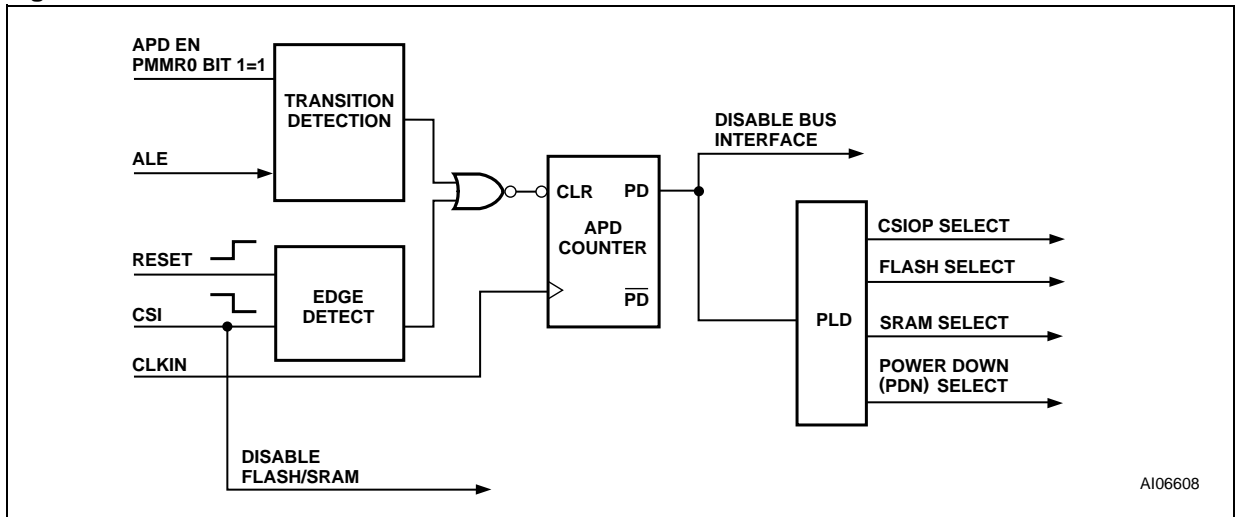 APD EN
PMMR0 BIT 1=1
TRANSITION
DETECTION
ALE
RESET
CSI
CLKIN
EDGE
DETECT
DISABLE
FLASH/SRAM
CLR
PD
APD
COUNTER
PD
DISABLE BUS
INTERFACE
PLD
CSIOP SELECT
FLASH SELECT
SRAM SELECT
POWER DOWN
(PDN) SELECT
AI06608